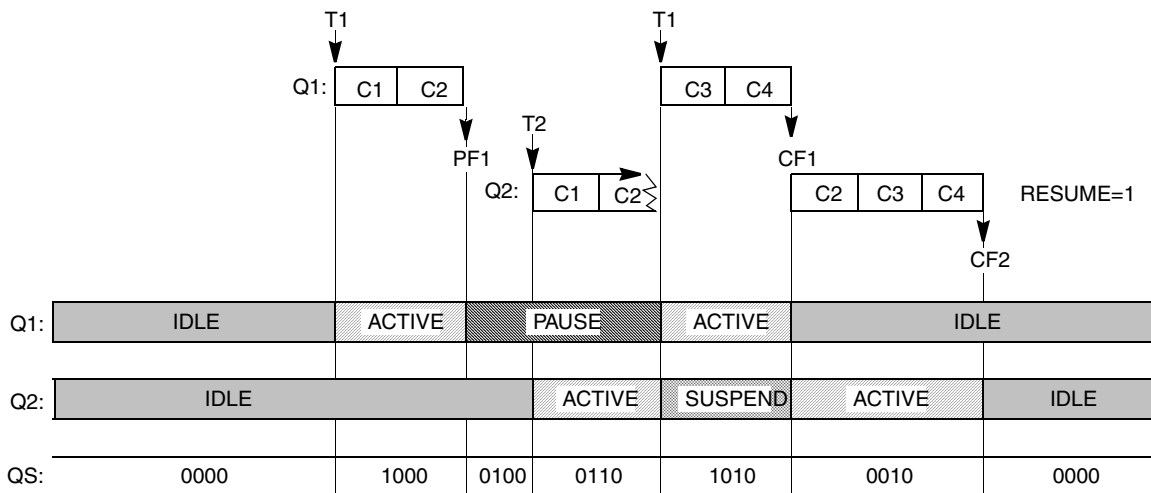 T1 T1
Q1: C1 C2 C3 C4
T2
PF1 CF1
Q2: C1 C2 C2 C3 C4 RESUME=1
CF2
Q1: IDLE ACTIVE PAUSE ACTIVE IDLE
Q2: IDLE ACTIVE SUSPEND ACTIVE IDLE
QS: 0000 1000 0100 0110 1010 0010 0000